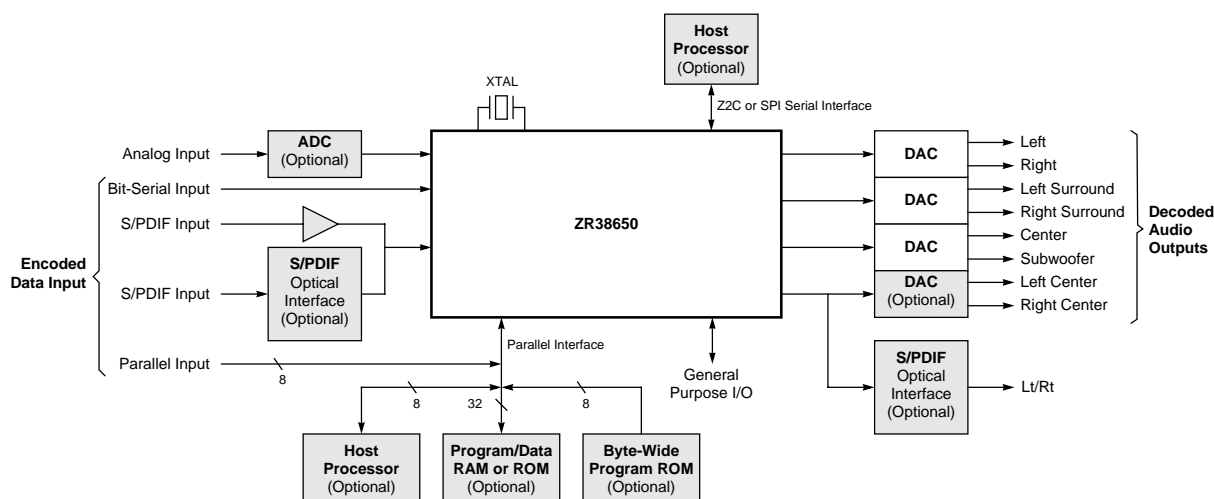 Host
Processor
(Optional)
XTAL
Z2C or SPI Serial Interface
Analog Input
ADC
(Optional)
Bit-Serial Input
S/PDIF Input
S/PDIF Input
S/PDIF
Optical
Interface
(Optional)
Encoded
Data Input
Parallel Input
8
ZR38650
DAC
DAC
DAC
DAC
(Optional)
Left
Right
Left Surround
Right Surround
Center
Subwoofer
Left Center
Right Center
Decoded
Audio
Outputs
Parallel Interface
General
Purpose I/O
S/PDIF
Optical
Interface
(Optional)
Lt/Rt
8
32
8
Host
Processor
(Optional)
Program/Data
RAM or ROM
(Optional)
Byte-Wide
Program ROM
(Optional)